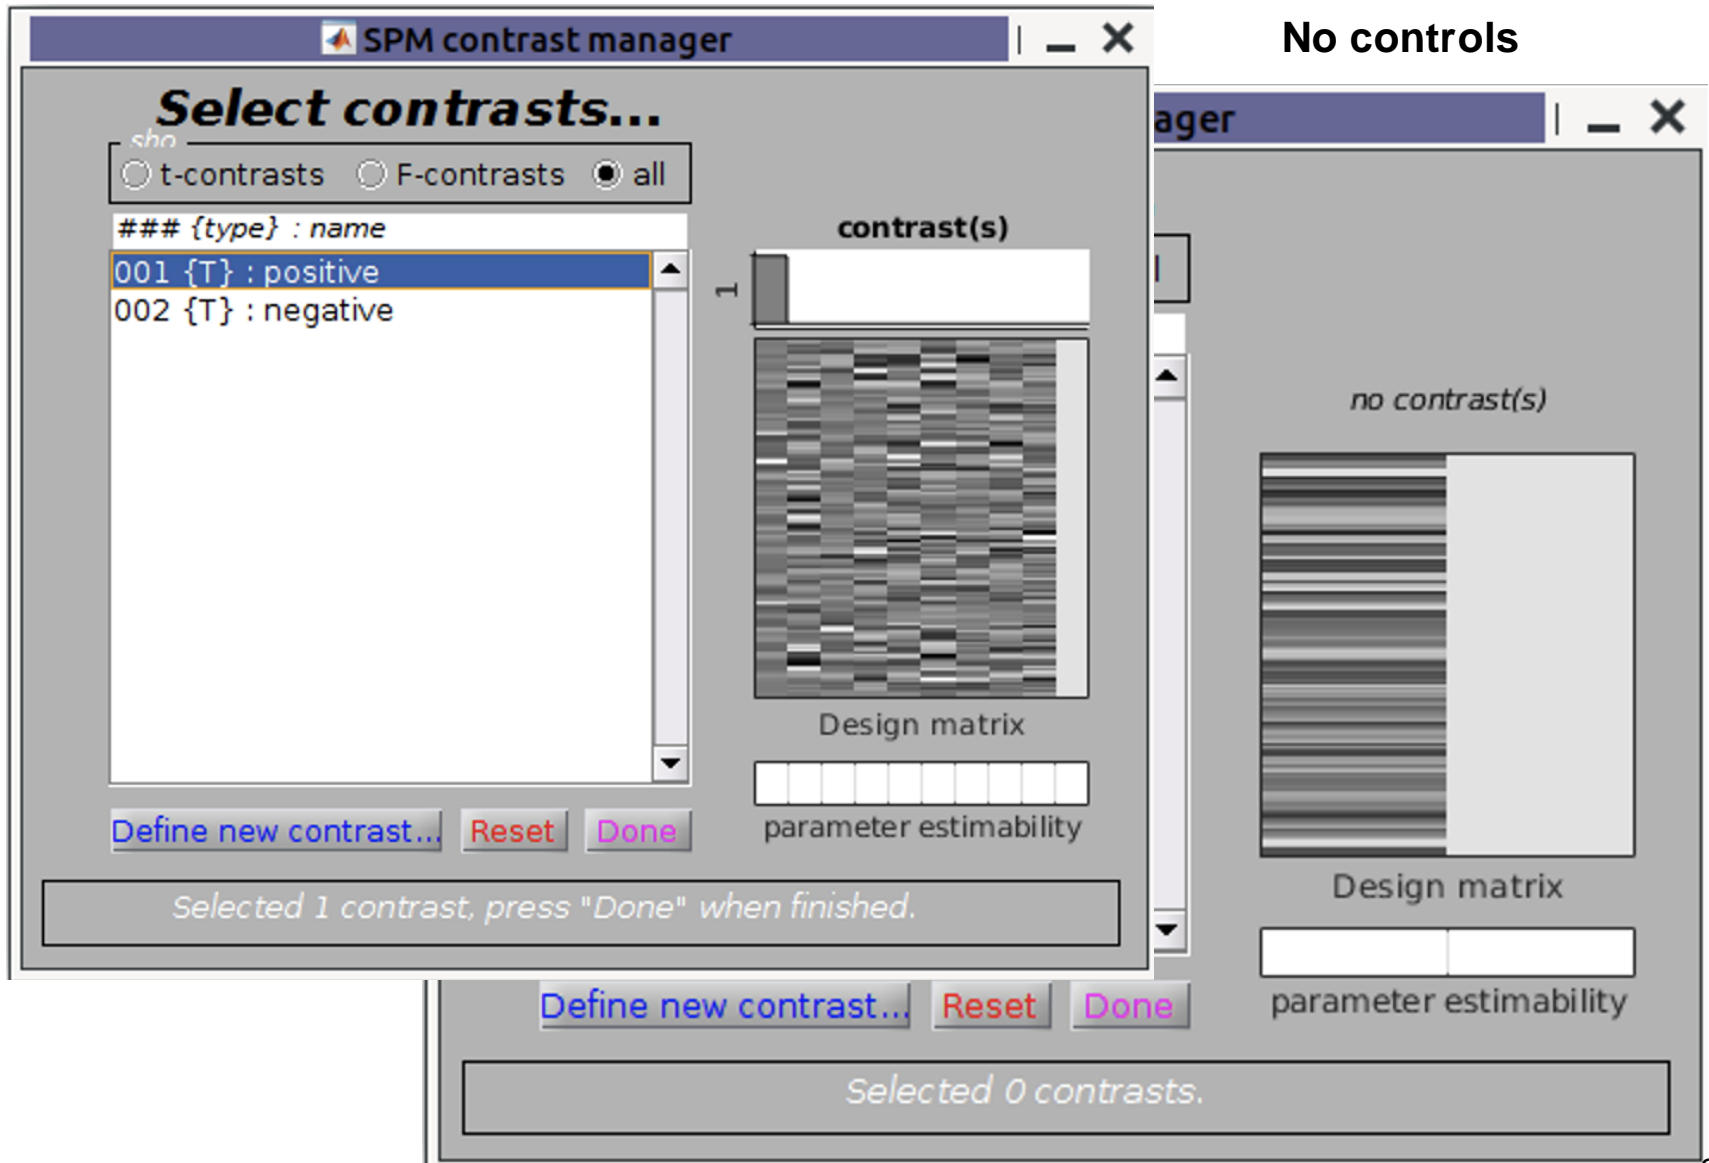 SPM contrast manager
No controls
Select contrasts...
sho
t-contrasts F-contrasts all
### {type} : name
001 {T} : positive
002 {T} : negative
contrast(s)
1
Design matrix
parameter estimability
Define new contrast... Reset Done
Selected 1 contrast, press "Done" when finished.
ager
no contrast(s)
Design matrix
parameter estimability
Define new contrast... Reset Done
Selected 0 contrasts.